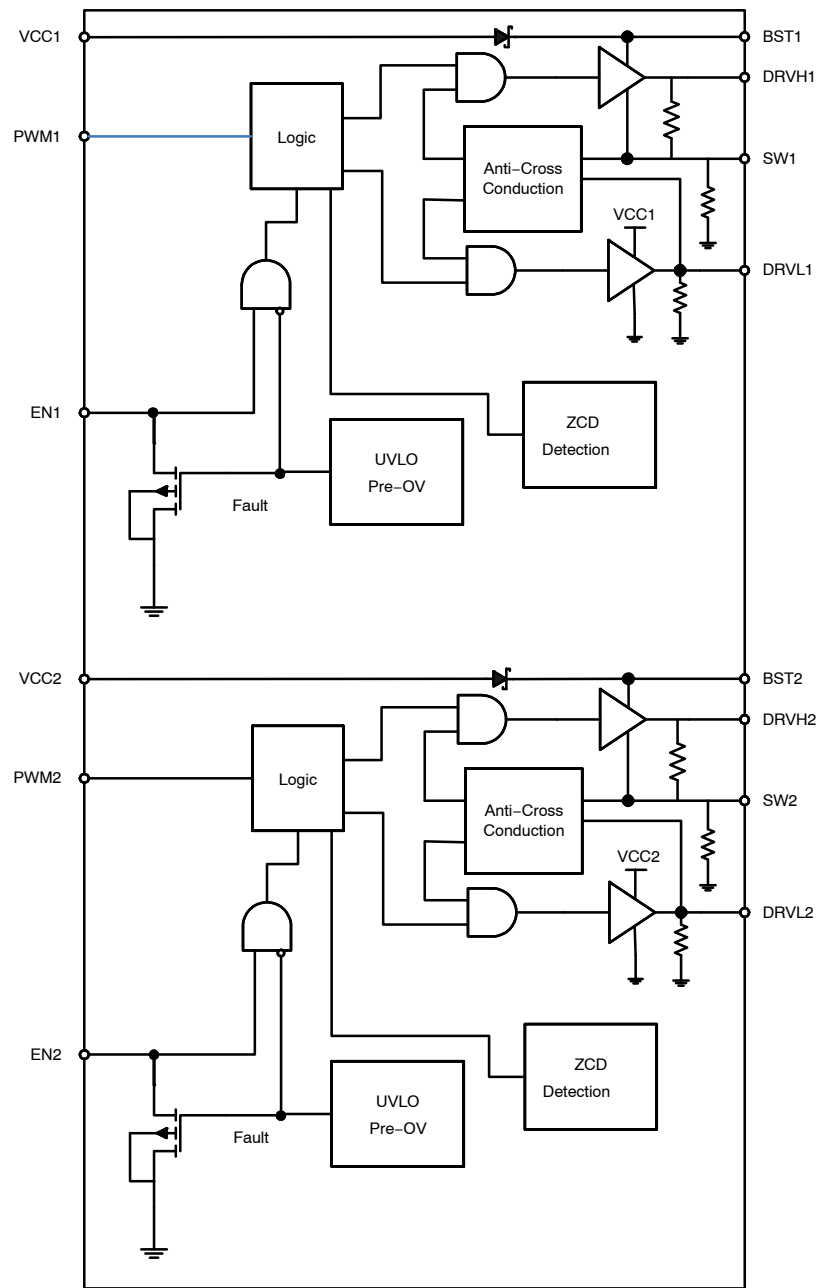 VCC1
BST1
DRVH1
PWM1
Logic
Anti−Cross
Conduction
SW1
VCC1
DRVL1
EN1
ZCD
Detection
UVLO
Pre−OV
Fault
VCC2
BST2
DRVH2
PWM2
Logic
Anti−Cross
Conduction
SW2
VCC2
DRVL2
EN2
ZCD
Detection
UVLO
Pre−OV
Fault